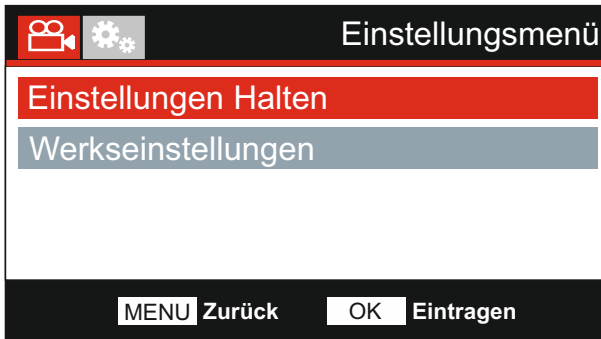 Einstellungsmenü
Einstellungen Halten
Werkseinstellungen
MENU Zurück OK Eintragen